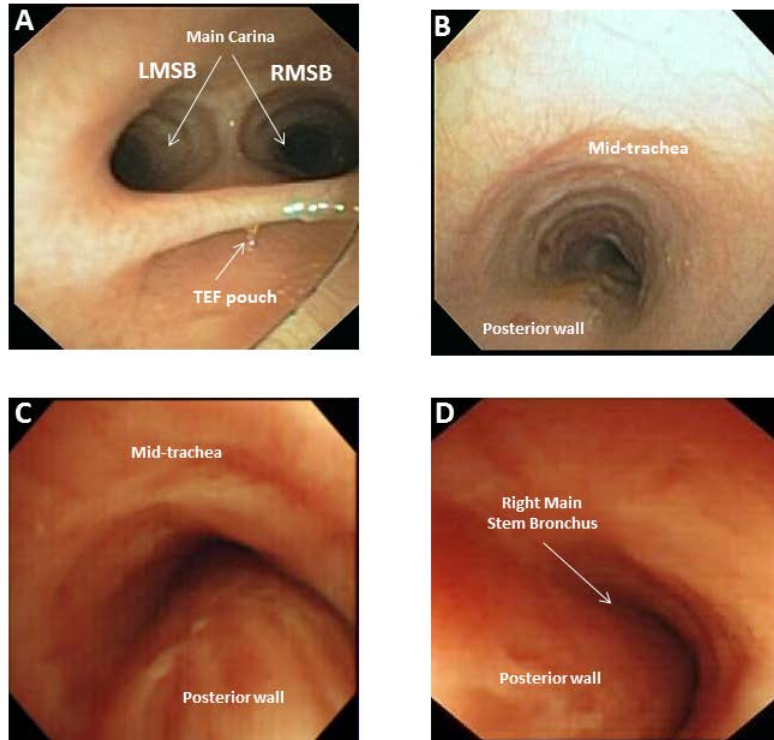 A
Main Carina
LMSB
RMSB
TEF pouch
B
Mid-trachea
Posterior wall
C
Mid-trachea
Posterior wall
D
Right Main
Stem Bronchus
Posterior wall